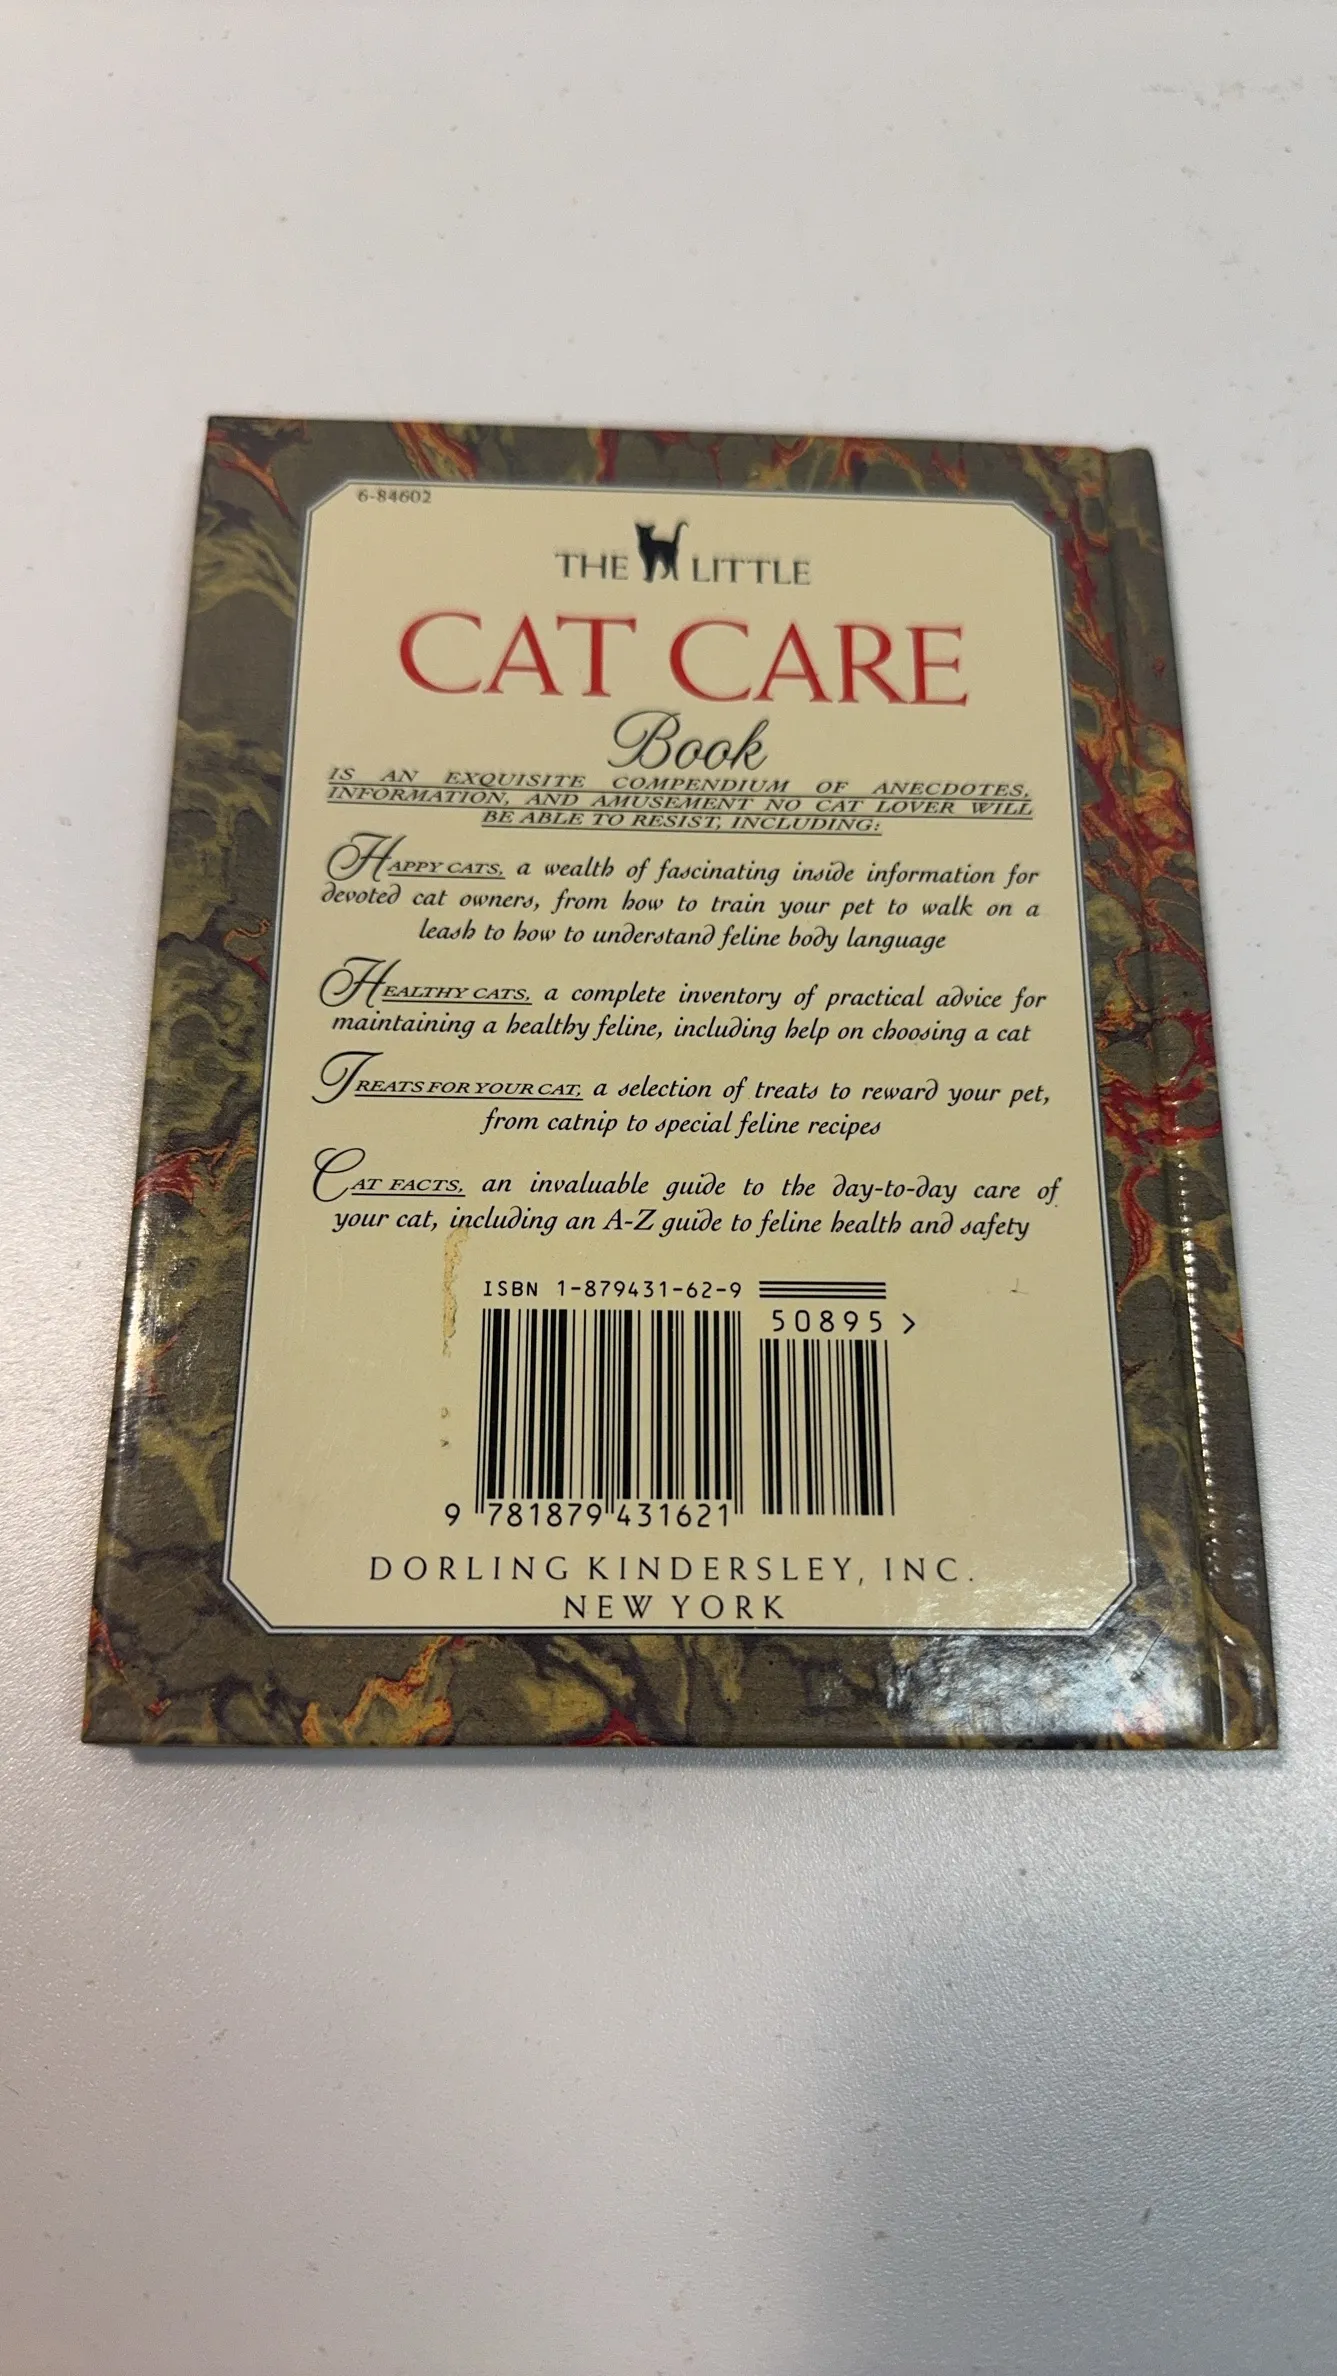 6-84602
THE LITTLE
CAT CARE
Book
IS AN EXQUISITE COMPENDIUM OF ANECDOTES,
INFORMATION, AND AMUSEMENT NO CAT LOVER WILL
BE ABLE TO RESIST, INCLUDING:
HAPPY CATS, a wealth of fascinating inside information for
devoted cat owners, from how to train your pet to walk on a
leash to how to understand feline body language
HEALTHY CATS, a complete inventory of practical advice for
maintaining a healthy feline, including help on choosing a cat
TREATS FOR YOUR CAT, a selection of treats to reward your pet,
from catnip to special feline recipes
CAT FACTS, an invaluable guide to the day-to-day care of
your cat, including an A-Z guide to feline health and safety
ISBN 1-879431-62-9
50895 >
9 781879 431621
DORLING KINDERSLEY, INC.
NEW YORK